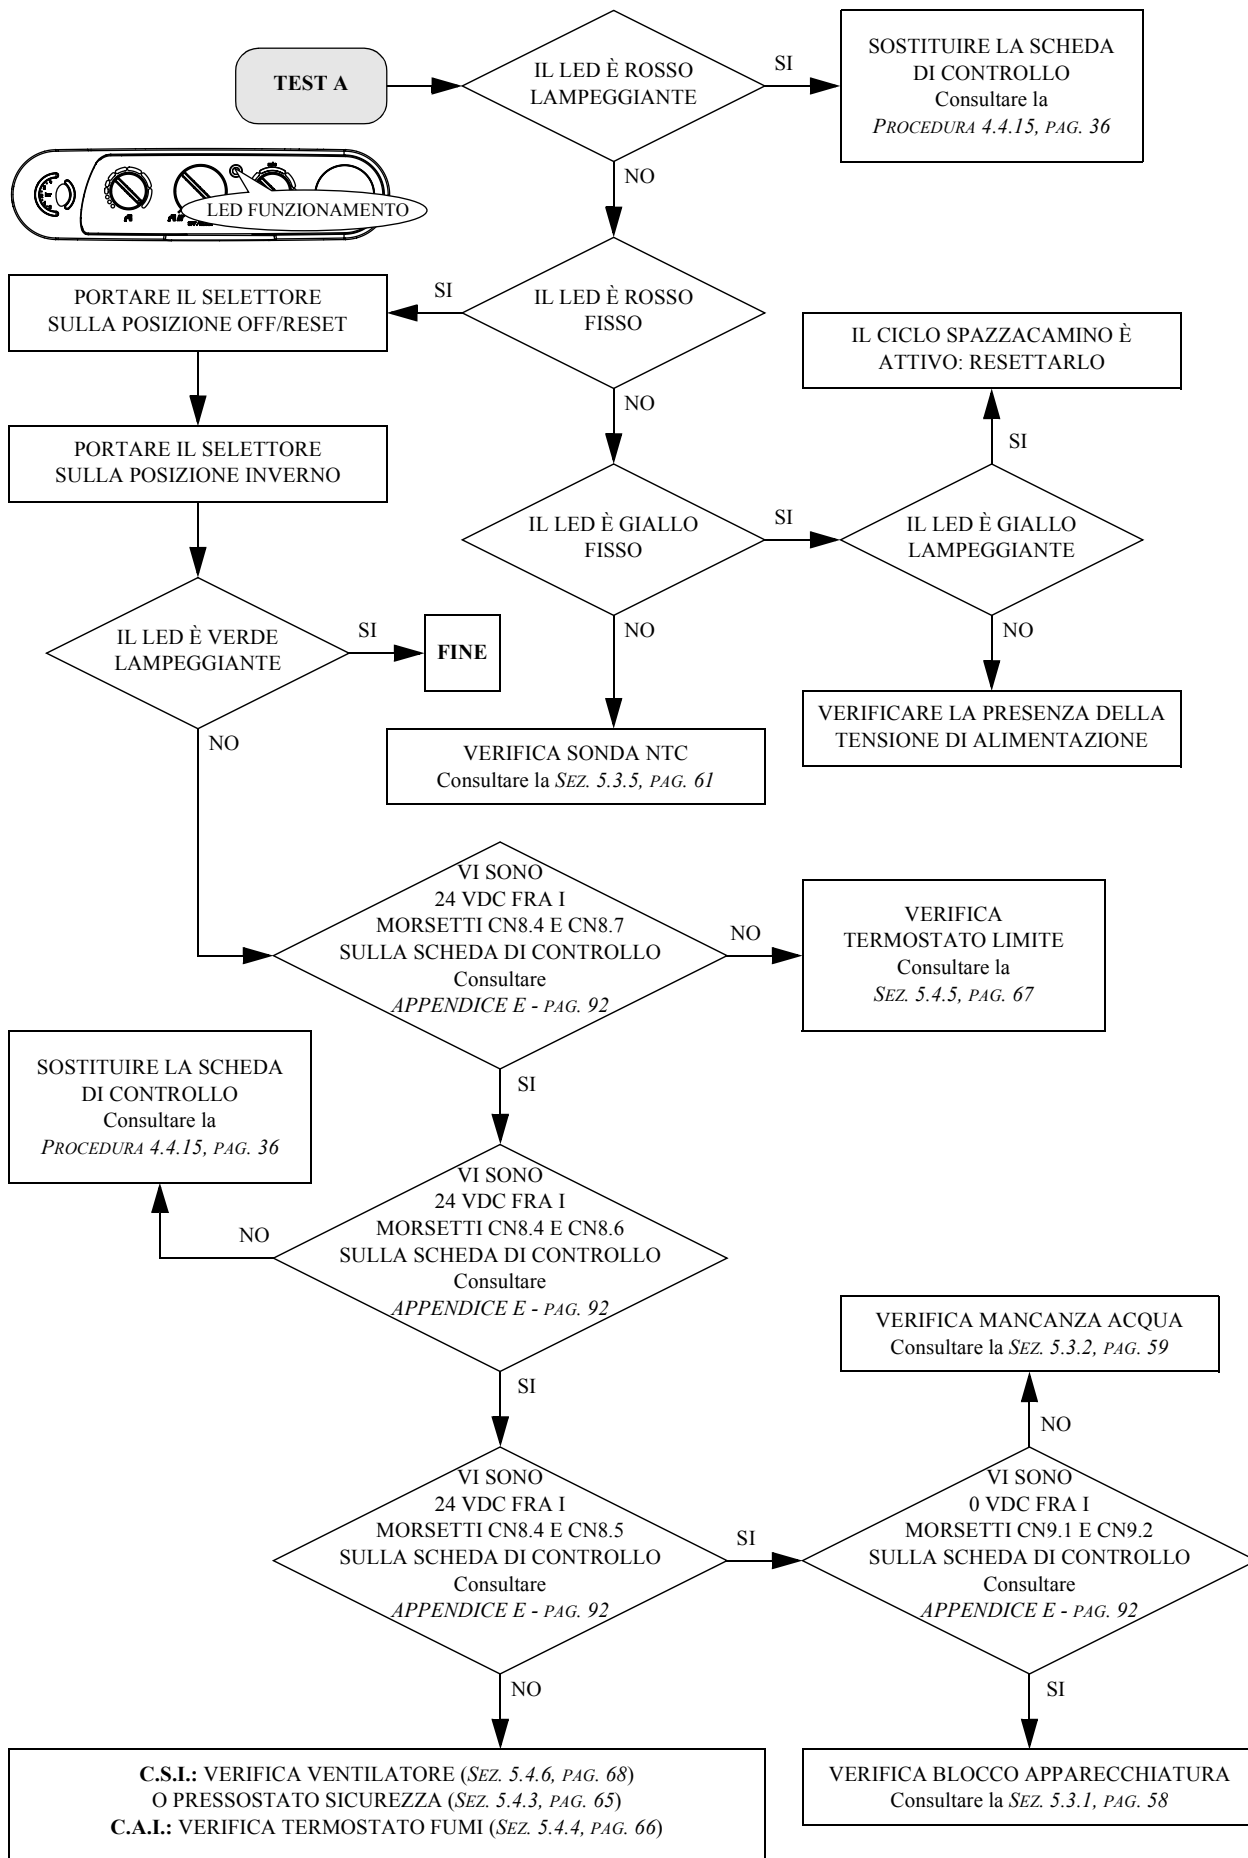 TEST A
IL LED È ROSSO
LAMPEGGIANTE
SI
SOSTITUIRE LA SCHEDA
DI CONTROLLO
Consultare la
PROCEDURA 4.4.15, PAG. 36
NO
LED FUNZIONAMENTO
IL LED È ROSSO
FISSO
SI
PORTARE IL SELETTORE
SULLA POSIZIONE OFF/RESET
NO
IL CICLO SPAZZACAMINO È
ATTIVO: RESETTARLO
SI
PORTARE IL SELETTORE
SULLA POSIZIONE INVERNO
IL LED È GIALLO
FISSO
SI
IL LED È GIALLO
LAMPEGGIANTE
NO
NO
IL LED È VERDE
LAMPEGGIANTE
SI
FINE
NO
VERIFICA SONDA NTC
Consultare la SEZ. 5.3.5, PAG. 61
VERIFICARE LA PRESENZA DELLA
TENSIONE DI ALIMENTAZIONE
VI SONO
24 VDC FRA I
MORSETTI CN8.4 E CN8.7
SULLA SCHEDA DI CONTROLLO
Consultare
APPENDICE E - PAG. 92
NO
VERIFICA
TERMOSTATO LIMITE
Consultare la
SEZ. 5.4.5, PAG. 67
SI
SOSTITUIRE LA SCHEDA
DI CONTROLLO
Consultare la
PROCEDURA 4.4.15, PAG. 36
VI SONO
24 VDC FRA I
MORSETTI CN8.4 E CN8.6
SULLA SCHEDA DI CONTROLLO
Consultare
APPENDICE E - PAG. 92
NO
SI
VERIFICA MANCANZA ACQUA
Consultare la SEZ. 5.3.2, PAG. 59
NO
VI SONO
24 VDC FRA I
MORSETTI CN8.4 E CN8.5
SULLA SCHEDA DI CONTROLLO
Consultare
APPENDICE E - PAG. 92
SI
VI SONO
0 VDC FRA I
MORSETTI CN9.1 E CN9.2
SULLA SCHEDA DI CONTROLLO
Consultare
APPENDICE E - PAG. 92
NO
SI
C.S.I.: VERIFICA VENTILATORE (SEZ. 5.4.6, PAG. 68)
O PRESSOSTATO SICUREZZA (SEZ. 5.4.3, PAG. 65)
C.A.I.: VERIFICA TERMOSTATO FUMI (SEZ. 5.4.4, PAG. 66)
VERIFICA BLOCCO APPARECCHIATURA
Consultare la SEZ. 5.3.1, PAG. 58